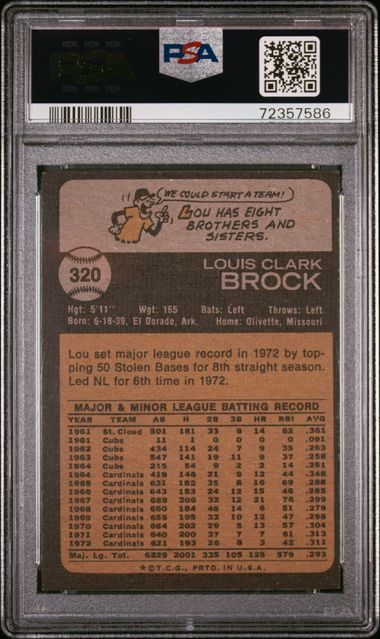 PSA
PSA
72357586
"WE COULD START A TEAM!"
LOU HAS EIGHT
BROTHERS AND
SISTERS.
320
LOUIS CLARK
BROCK
Hgt: 5'11" Wgt: 165 Bats: Left Throws: Left
Born: 6-18-39, El Dorado, Ark. Home: Olivette, Missouri
Lou set major league record in 1972 by top-
ping 50 Stolen Bases for 8th straight season.
Led NL for 6th time in 1972.
MAJOR & MINOR LEAGUE BATTING RECORD
YEAR TEAM AB H 2B 3B HR RBI AVG
1961 St. Cloud 501 181 33 6 14 82 .361
1961 Cubs 11 1 0 0 0 0 .091
1962 Cubs 434 114 24 7 9 35 .263
1963 Cubs 547 141 19 11 9 37
1964 Cubs 215 54 9 2 2 14 .251
1964 Cardinals 419 146 21 9 12 44 .348
1965 Cardinals 631 182 35 8 16 69 .288
1966 Cardinals 643 183 24 12 15 46 .285
1967 Cardinals 689 206 32 12 21 76 .299
1968 Cardinals 660 184 46 14 6 51 .279
1969 Cardinals 655 195 33 10 12 47 .298
1970 Cardinals 664 202 29 5 13 57 .304
1971 Cardinals 640 200 37 7 7 61 .313
1972 Cardinals 621 193 26 8 3 42 .311
Maj. Lg. Tot. 6829 2001 335 105 125 579 .293
*©T.C.G., PRTD. IN U.S.A.